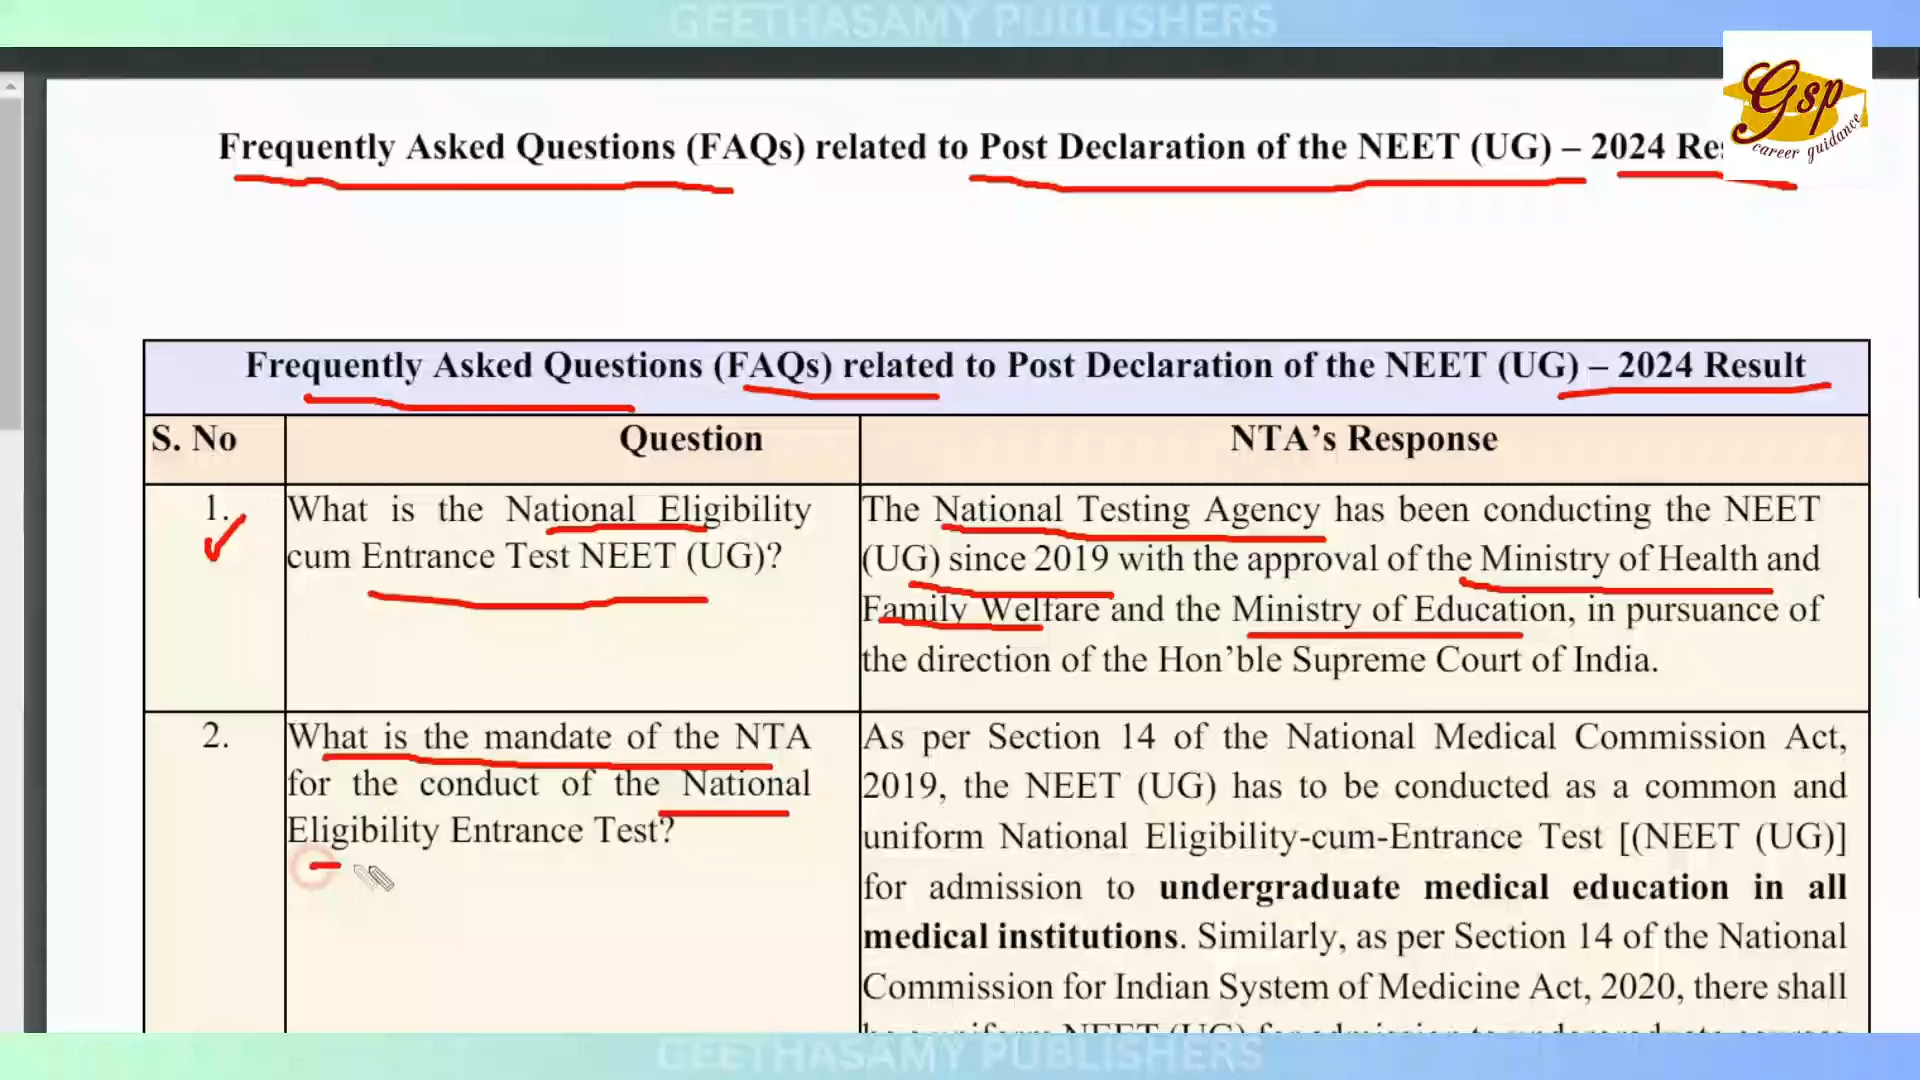 GEETHASAMY PUBLISHERS
Gsp
career guidance
Frequently Asked Questions (FAQs) related to Post Declaration of the NEET (UG) – 2024
Frequently Asked Questions (FAQs) related to Post Declaration of the NEET (UG) – 2024 Result
S. No
Question
NTA’s Response
1.
What is the National Eligibility
cum Entrance Test NEET (UG)?
The National Testing Agency has been conducting the NEET
(UG) since 2019 with the approval of the Ministry of Health and
Family Welfare and the Ministry of Education, in pursuance of
the direction of the Hon’ble Supreme Court of India.
2.
What is the mandate of the NTA
for the conduct of the National
Eligibility Entrance Test?
As per Section 14 of the National Medical Commission Act,
2019, the NEET (UG) has to be conducted as a common and
uniform National Eligibility-cum-Entrance Test [(NEET (UG)]
for admission to undergraduate medical education in all
medical institutions. Similarly, as per Section 14 of the National
Commission for Indian System of Medicine Act, 2020, there shall
GEETHASAMY PUBLISHERS